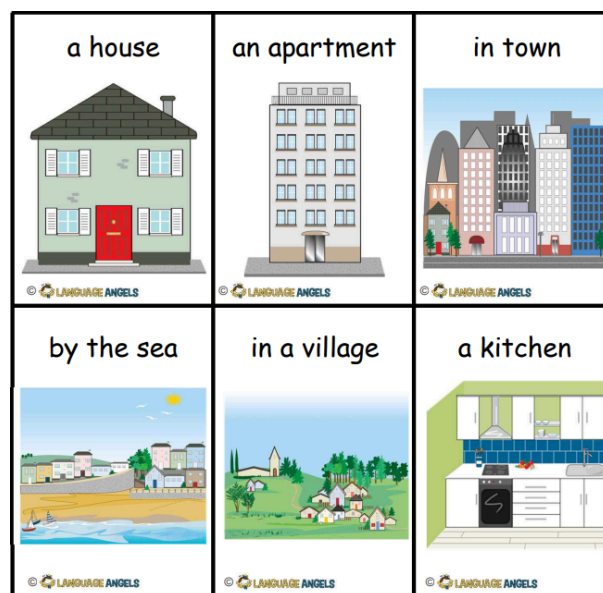 a house
an apartment
in town
© LANGUAGE ANGELS
© LANGUAGE ANGELS
© LANGUAGE ANGELS
by the sea
in a village
a kitchen
© LANGUAGE ANGELS
© LANGUAGE ANGELS
© LANGUAGE ANGELS